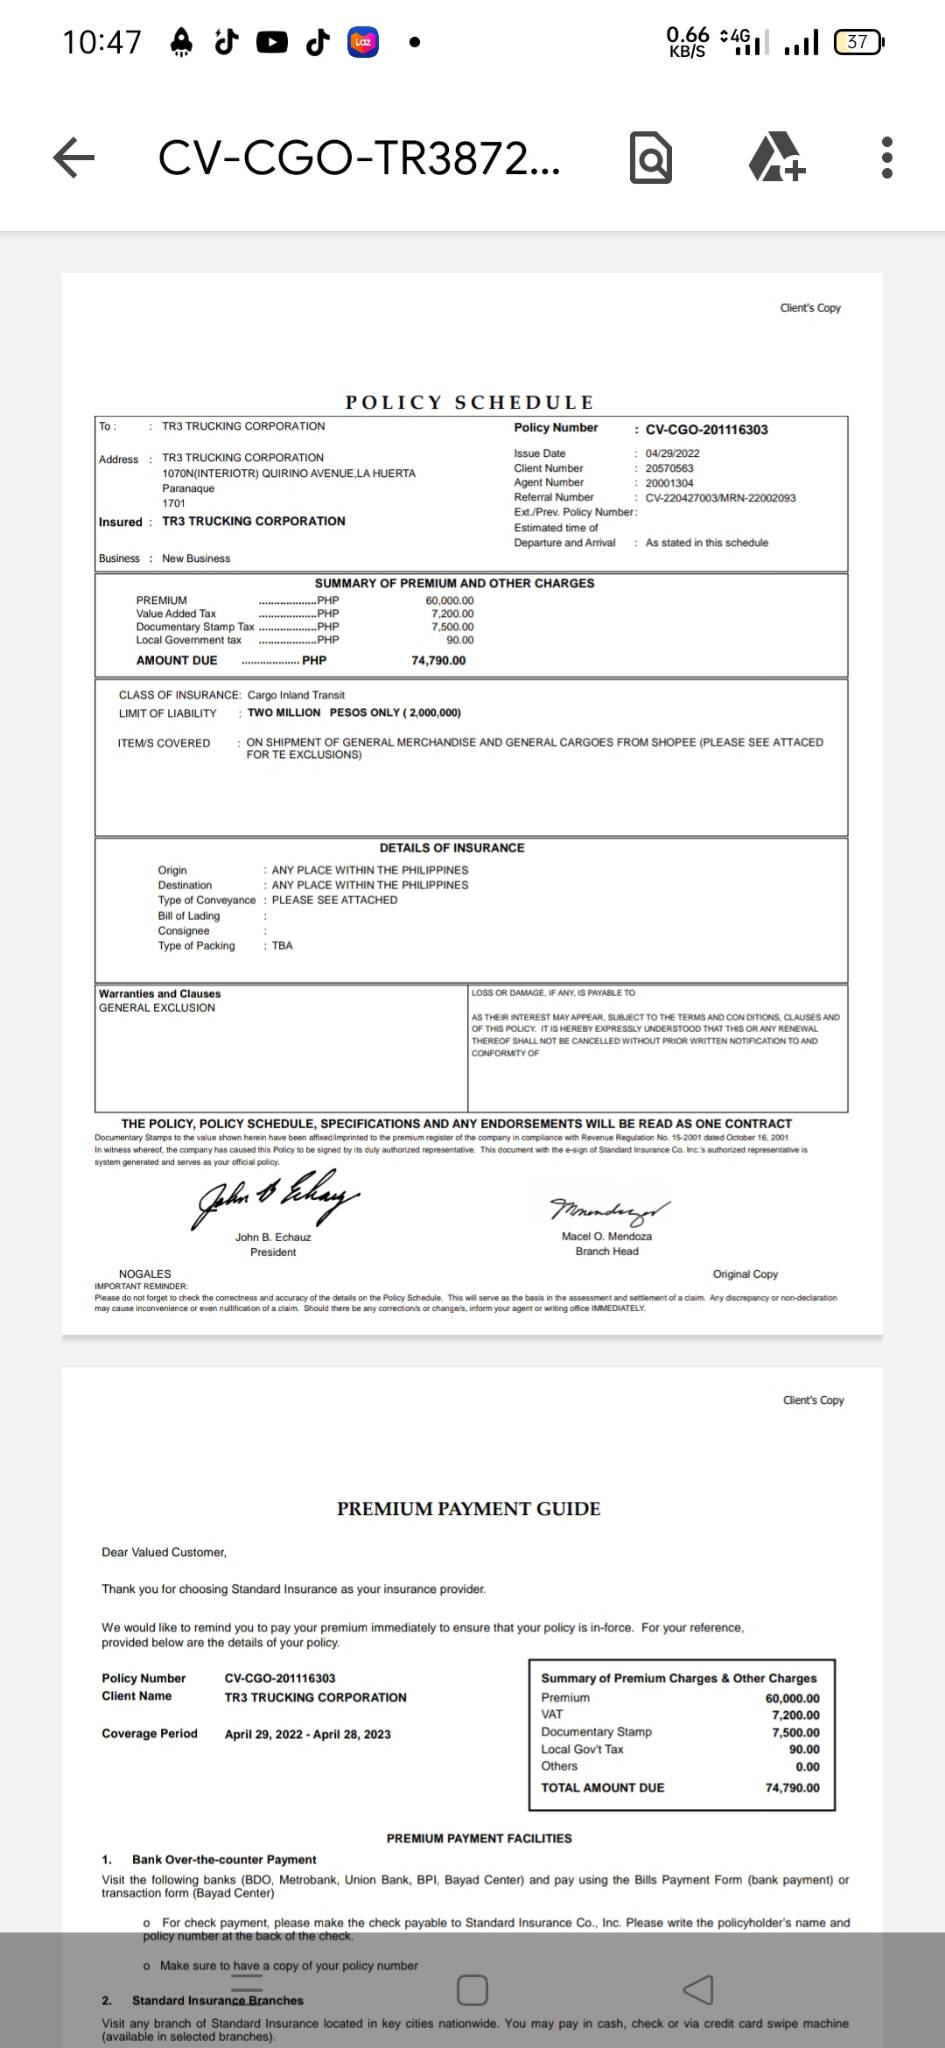 10:47
0.66 KB/S 4G 37
CV-CGO-TR3872...
Client's Copy
POLICY SCHEDULE
To : : TR3 TRUCKING CORPORATION
Policy Number : CV-CGO-201116303
Address : TR3 TRUCKING CORPORATION
1070N(INTERIOTR) QUIRINO AVENUE,LA HUERTA
Paranaque
1701
Issue Date : 04/29/2022
Client Number : 20570563
Agent Number : 20001304
Referral Number : CV-220427003/MRN-22002093
Ext./Prev. Policy Number:
Insured : TR3 TRUCKING CORPORATION
Estimated time of
Departure and Arrival : As stated in this schedule
Business : New Business
SUMMARY OF PREMIUM AND OTHER CHARGES
PREMIUM ...................PHP 60,000.00
Value Added Tax ...................PHP 7,200.00
Documentary Stamp Tax ...................PHP 7,500.00
Local Government tax ...................PHP 90.00
AMOUNT DUE ................... PHP 74,790.00
CLASS OF INSURANCE: Cargo Inland Transit
LIMIT OF LIABILITY : TWO MILLION PESOS ONLY ( 2,000,000)
ITEM/S COVERED : ON SHIPMENT OF GENERAL MERCHANDISE AND GENERAL CARGOES FROM SHOPEE (PLEASE SEE ATTACED
FOR TE EXCLUSIONS)
DETAILS OF INSURANCE
Origin : ANY PLACE WITHIN THE PHILIPPINES
Destination : ANY PLACE WITHIN THE PHILIPPINES
Type of Conveyance : PLEASE SEE ATTACHED
Bill of Lading :
Consignee :
Type of Packing : TBA
Warranties and Clauses
GENERAL EXCLUSION
LOSS OR DAMAGE, IF ANY, IS PAYABLE TO
AS THEIR INTEREST MAY APPEAR, SUBJECT TO THE TERMS AND CON DITIONS, CLAUSES AND
OF THIS POLICY. IT IS HEREBY EXPRESSLY UNDERSTOOD THAT THIS OR ANY RENEWAL
THEREOF SHALL NOT BE CANCELLED WITHOUT PRIOR WRITTEN NOTIFICATION TO AND
CONFORMITY OF
THE POLICY, POLICY SCHEDULE, SPECIFICATIONS AND ANY ENDORSEMENTS WILL BE READ AS ONE CONTRACT
Documentary Stamps to the value shown herein have been affixed/imprinted to the premium register of the company in compliance with Revenue Regulation No. 15-2001 dated October 16, 2001
In witness whereof, the company has caused this Policy to be signed by its duly authorized representative. This document with the e-sign of Standard Insurance Co. Inc.'s authorized representative is
system generated and serves as your official policy.
John B Echauz
Mmendoza
John B. Echauz
President
Macel O. Mendoza
Branch Head
NOGALES
Original Copy
IMPORTANT REMINDER:
Please do not forget to check the correctness and accuracy of the details on the Policy Schedule. This will serve as the basis in the assessment and settlement of a claim. Any discrepancy or non-declaration
may cause inconvenience or even nullification of a claim. Should there be any correction/s or change/s, inform your agent or writing office IMMEDIATELY.
Client's Copy
PREMIUM PAYMENT GUIDE
Dear Valued Customer,
Thank you for choosing Standard Insurance as your insurance provider.
We would like to remind you to pay your premium immediately to ensure that your policy is in-force. For your reference,
provided below are the details of your policy.
Policy Number CV-CGO-201116303
Client Name TR3 TRUCKING CORPORATION
Coverage Period April 29, 2022 - April 28, 2023
Summary of Premium Charges & Other Charges
Premium 60,000.00
VAT 7,200.00
Documentary Stamp 7,500.00
Local Gov't Tax 90.00
Others 0.00
TOTAL AMOUNT DUE 74,790.00
PREMIUM PAYMENT FACILITIES
1. Bank Over-the-counter Payment
Visit the following banks (BDO, Metrobank, Union Bank, BPI, Bayad Center) and pay using the Bills Payment Form (bank payment) or
transaction form (Bayad Center)
o For check payment, please make the check payable to Standard Insurance Co., Inc. Please write the policyholder's name and
policy number at the back of the check.
o Make sure to have a copy of your policy number
2. Standard Insurance Branches
Visit any branch of Standard Insurance located in key cities nationwide. You may pay in cash, check or via credit card swipe machine
(available in selected branches).